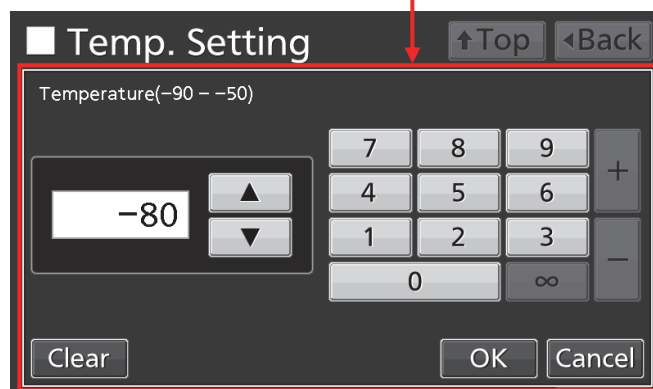 Temp. Setting
↑Top
◂Back
Temperature(−90 − −50)
−80
▲
▼
7 8 9 +
4 5 6
1 2 3 −
0 ∞
Clear
OK
Cancel